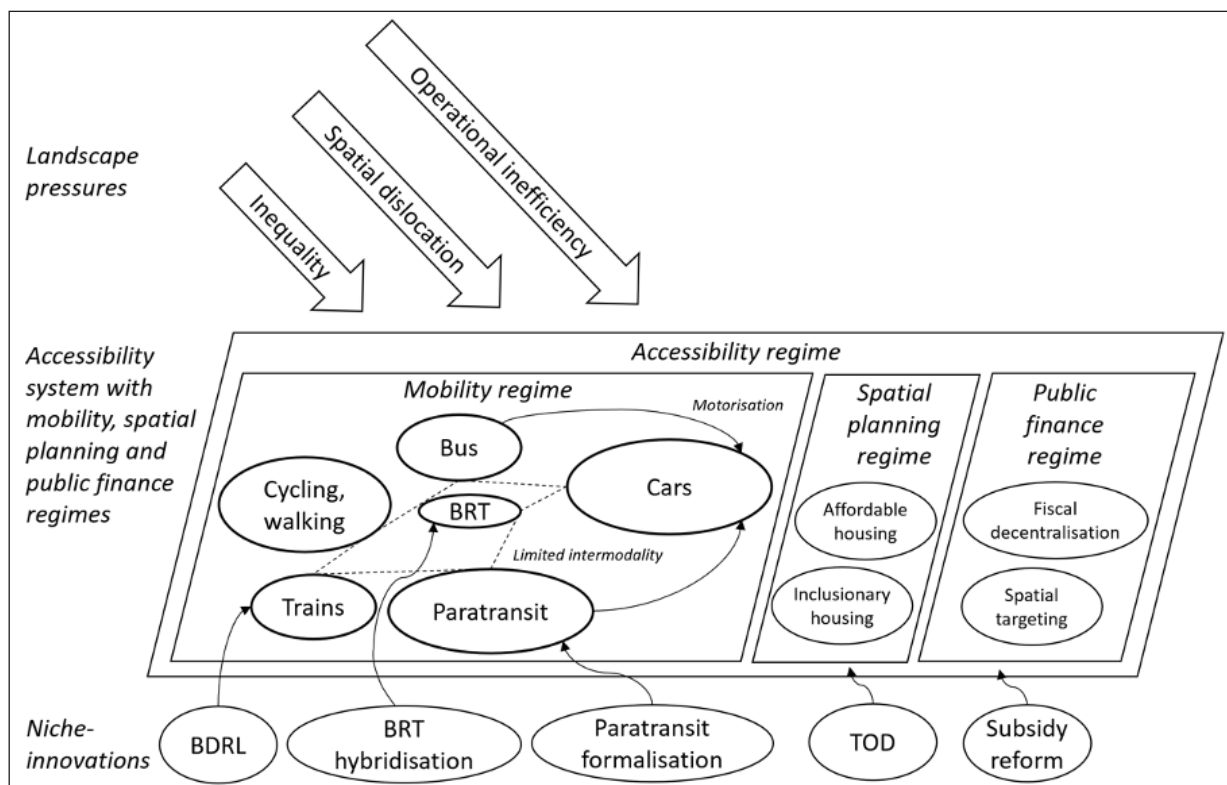 Landscape
pressures
Inequality
Spatial dislocation
Operational inefficiency
Accessibility
system with
mobility, spatial
planning and
public finance
regimes
Accessibility regime
Mobility regime
Motorisation
Bus
Cycling,
walking
BRT
Cars
Limited intermodality
Trains
Paratransit
Spatial
planning
regime
Affordable
housing
Inclusionary
housing
Public
finance
regime
Fiscal
decentralisation
Spatial
targeting
Niche-
innovations
BDRL
BRT
hybridisation
Paratransit
formalisation
TOD
Subsidy
reform